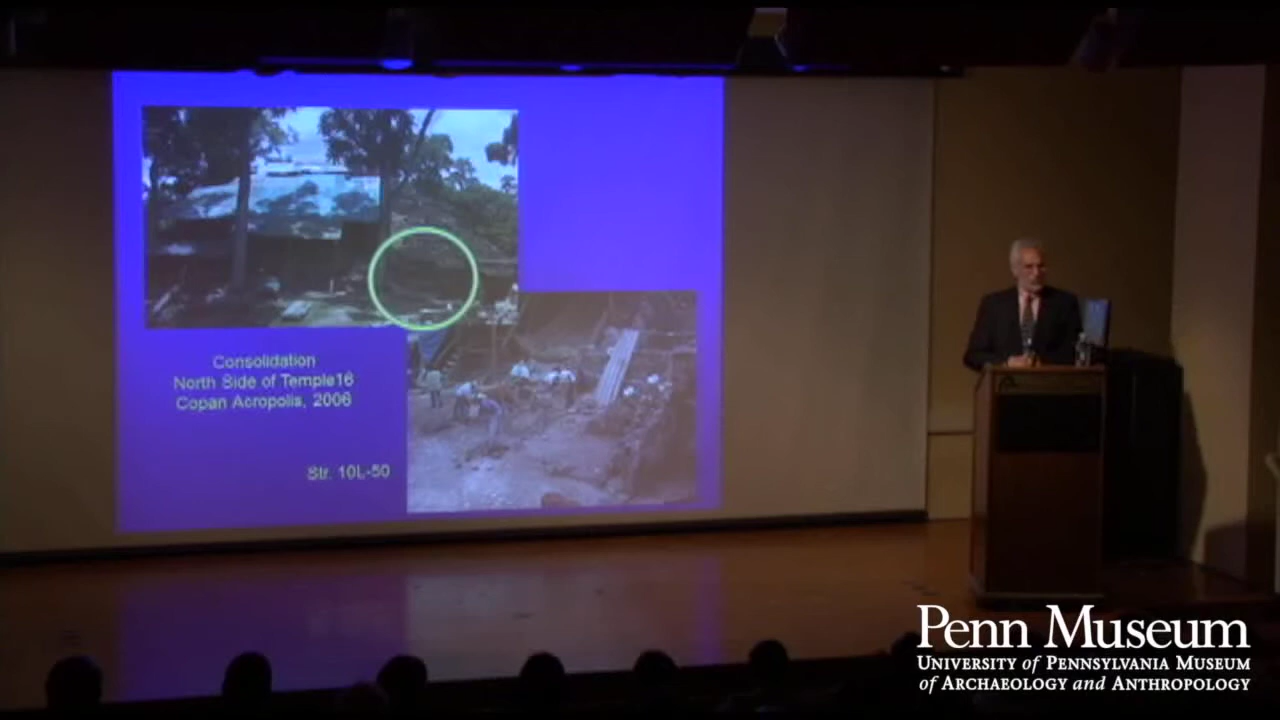 Consolidation
North Side of Temple16
Copan Acropolis, 2006
Str. 10L-50
Penn Museum
UNIVERSITY of PENNSYLVANIA MUSEUM
of ARCHAEOLOGY and ANTHROPOLOGY